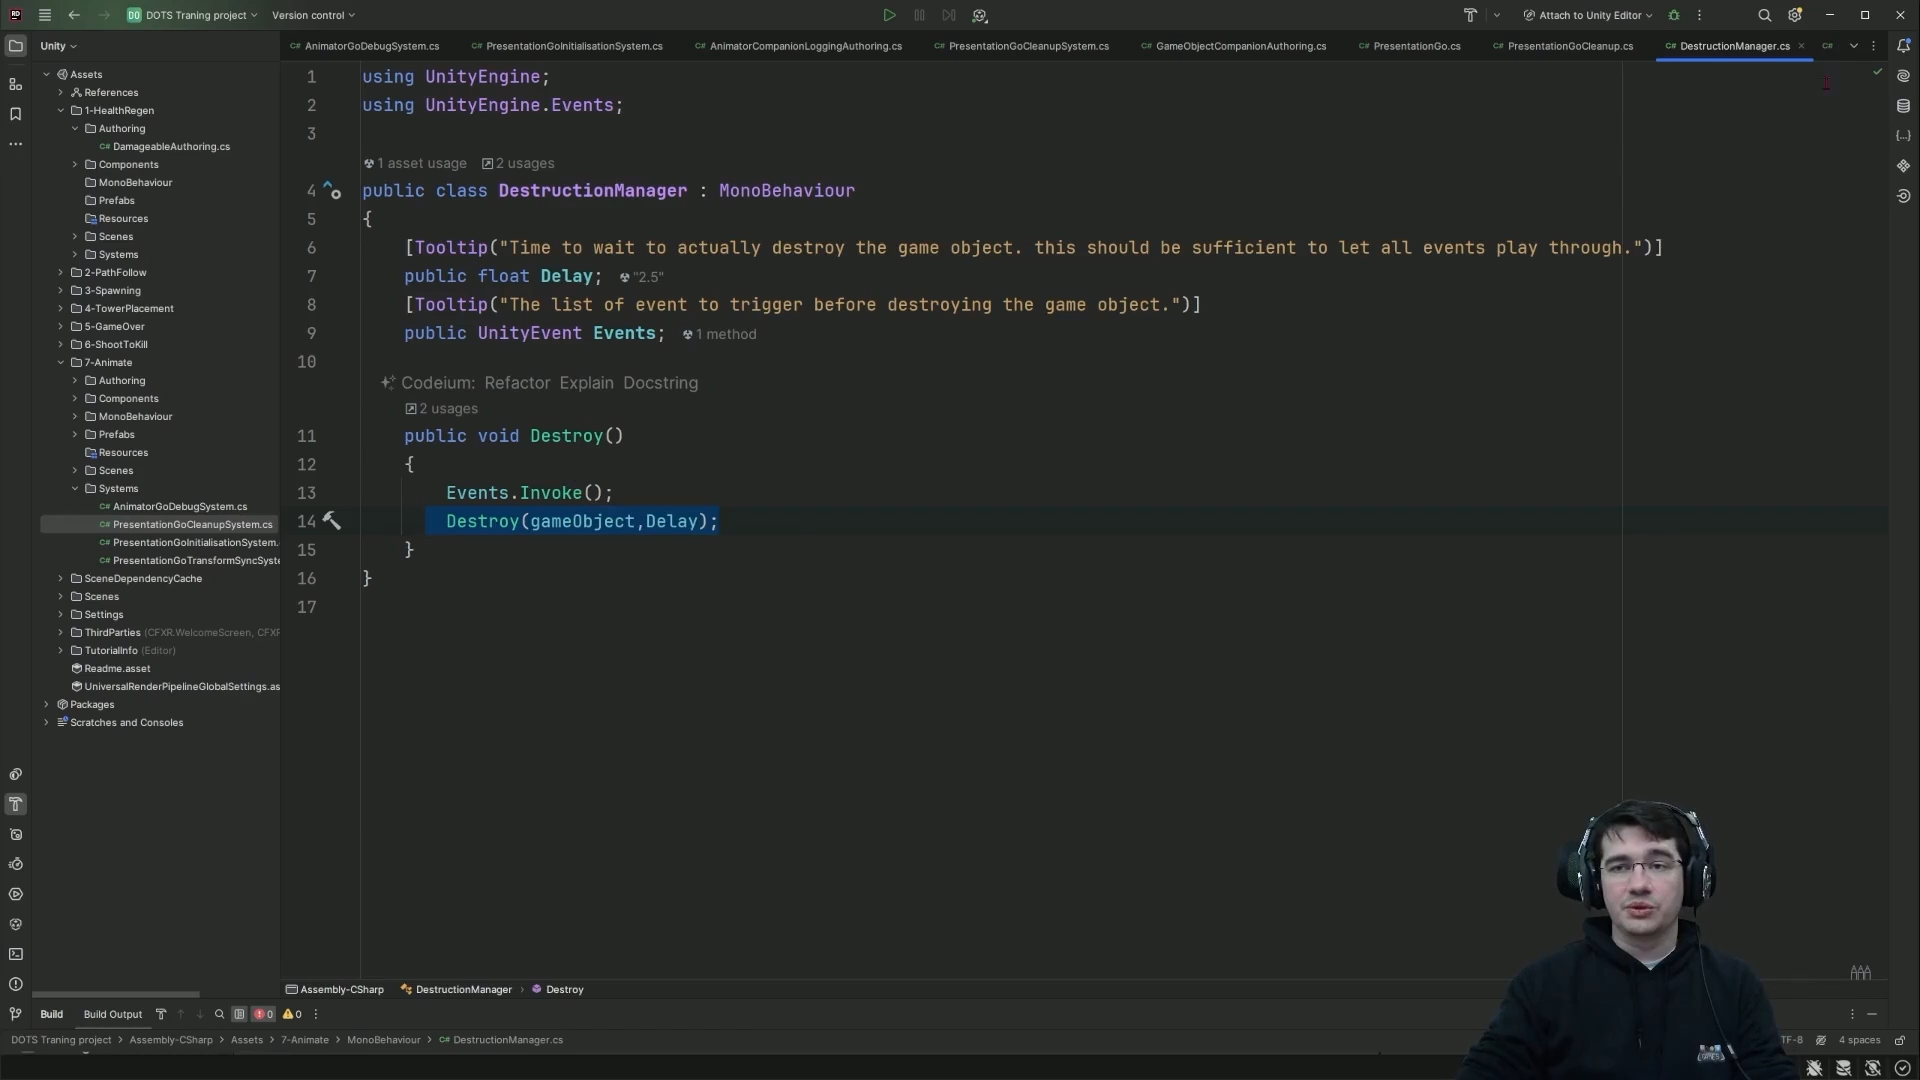 DO DOTS Traning project
Version control
Attach to Unity Editor
Unity
AnimatorGoDebugSystem.cs
PresentationGoInitialisationSystem.cs
AnimatorCompanionLoggingAuthoring.cs
PresentationGoCleanupSystem.cs
GameObjectCompanionAuthoring.cs
PresentationGo.cs
PresentationGoCleanup.cs
DestructionManager.cs
Assets
References
1-HealthRegen
Authoring
DamageableAuthoring.cs
Components
MonoBehaviour
Prefabs
Resources
Scenes
Systems
2-PathFollow
3-Spawning
4-TowerPlacement
5-GameOver
6-ShootToKill
7-Animate
Authoring
Components
MonoBehaviour
Prefabs
Resources
Scenes
Systems
AnimatorGoDebugSystem.cs
PresentationGoCleanupSystem.cs
PresentationGoInitialisationSystem.
PresentationGoTransformSyncSyste
SceneDependencyCache
Scenes
Settings
ThirdParties (CFXR.WelcomeScreen, CFXR
TutorialInfo (Editor)
Readme.asset
UniversalRenderPipelineGlobalSettings.as
Packages
Scratches and Consoles
1 using UnityEngine;
2 using UnityEngine.Events;
3
1 asset usage 2 usages
4 public class DestructionManager : MonoBehaviour
5 {
6 [Tooltip("Time to wait to actually destroy the game object. this should be sufficient to let all events play through.")]
7 public float Delay; "2.5"
8 [Tooltip("The list of event to trigger before destroying the game object.")]
9 public UnityEvent Events; 1 method
10
Codeium: Refactor Explain Docstring
2 usages
11 public void Destroy()
12 {
13 Events.Invoke();
14 Destroy(gameObject,Delay);
15 }
16 }
17
Assembly-CSharp DestructionManager › Destroy
Build Build Output 0 0
DOTS Traning project › Assembly-CSharp › Assets › 7-Animate › MonoBehaviour › DestructionManager.cs
TF-8 4 spaces
GAMES